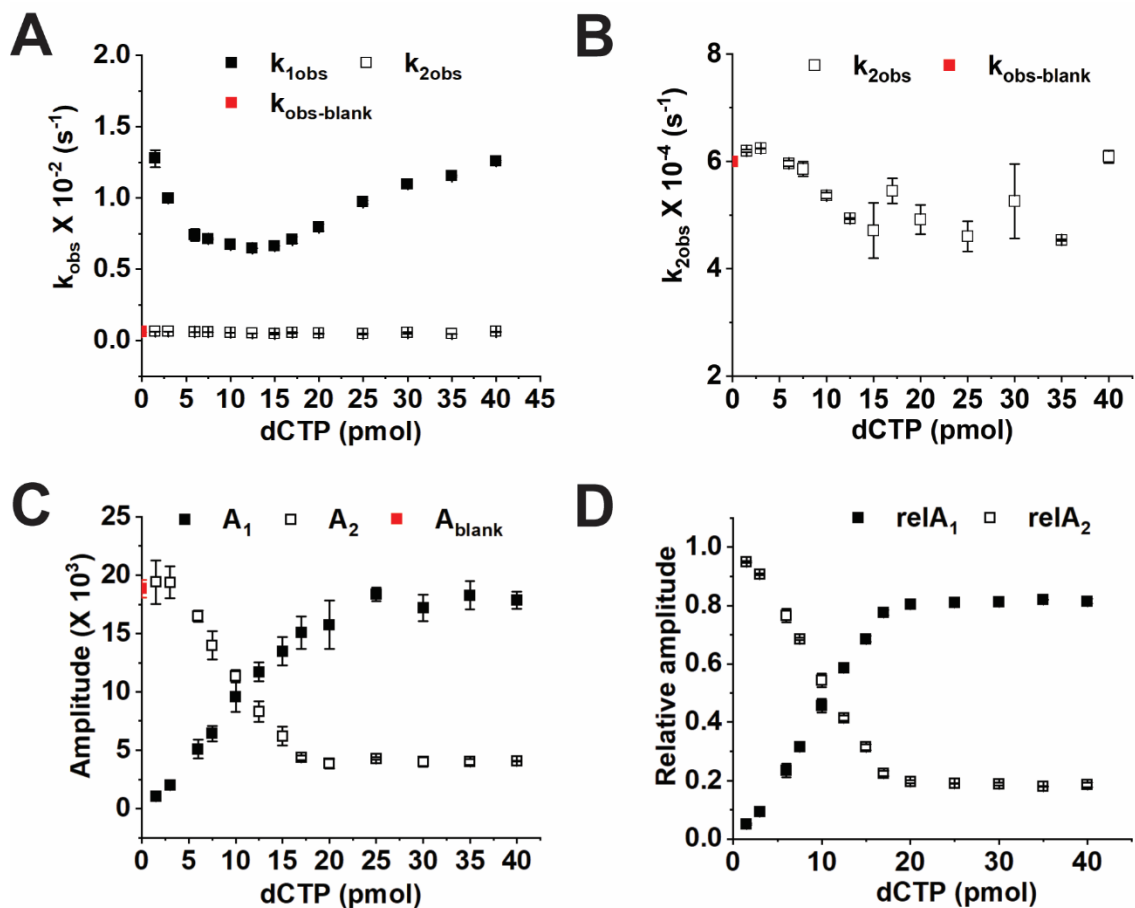 A
k1obs k2obs
kobs-blank
kobs X 10-2 (s-1)
2.0
1.5
1.0
0.5
0.0
0 5 10 15 20 25 30 35 40 45
dCTP (pmol)
B
k2obs kobs-blank
k2obs X 10-4 (s-1)
8
6
4
2
0 5 10 15 20 25 30 35 40
dCTP (pmol)
C
A1 A2 Ablank
Amplitude (X 103)
25
20
15
10
5
0
0 5 10 15 20 25 30 35 40
dCTP (pmol)
D
relA1 relA2
Relative amplitude
1.0
0.8
0.6
0.4
0.2
0.0
0 10 20 30 40
dCTP (pmol)